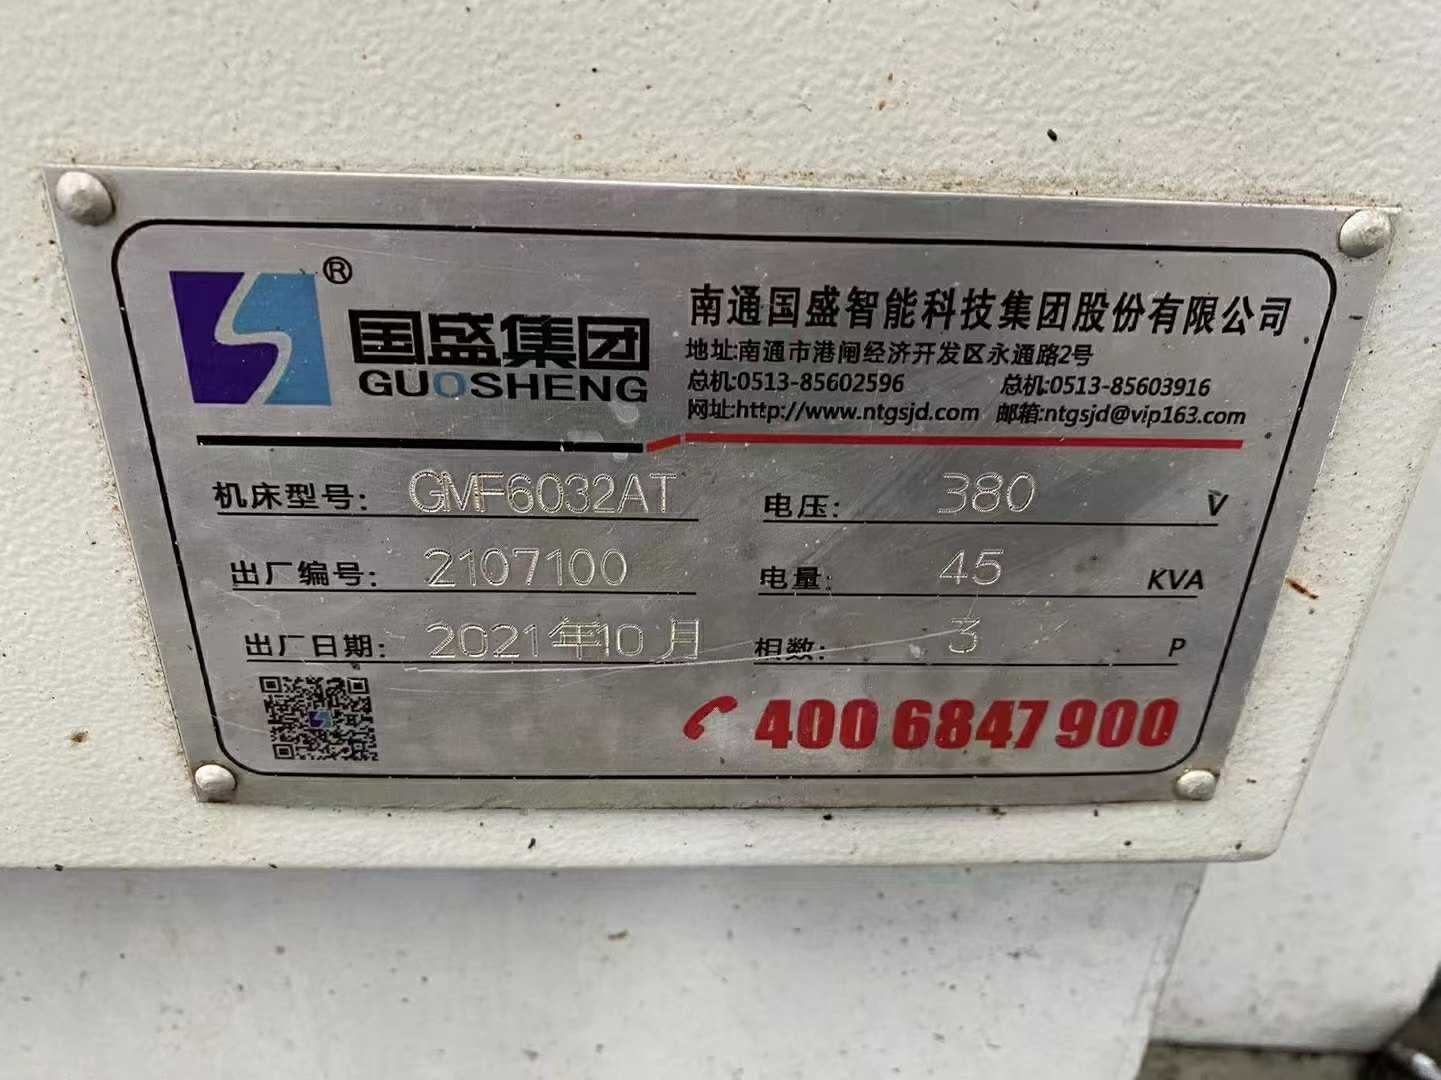 ®
国盛集团
GUOSHENG
南通国盛智能科技集团股份有限公司
地址:南通市港闸经济开发区永通路2号
总机:0513-85602596 总机:0513-85603916
网址:http://www.ntgsjd.com 邮箱:ntgsjd@vip163.com
机床型号: GMF6032AT 电压: 380 V
出厂编号: 2107100 电量: 45 KVA
出厂日期: 2021年10月 相数: 3 P
400 6847 900